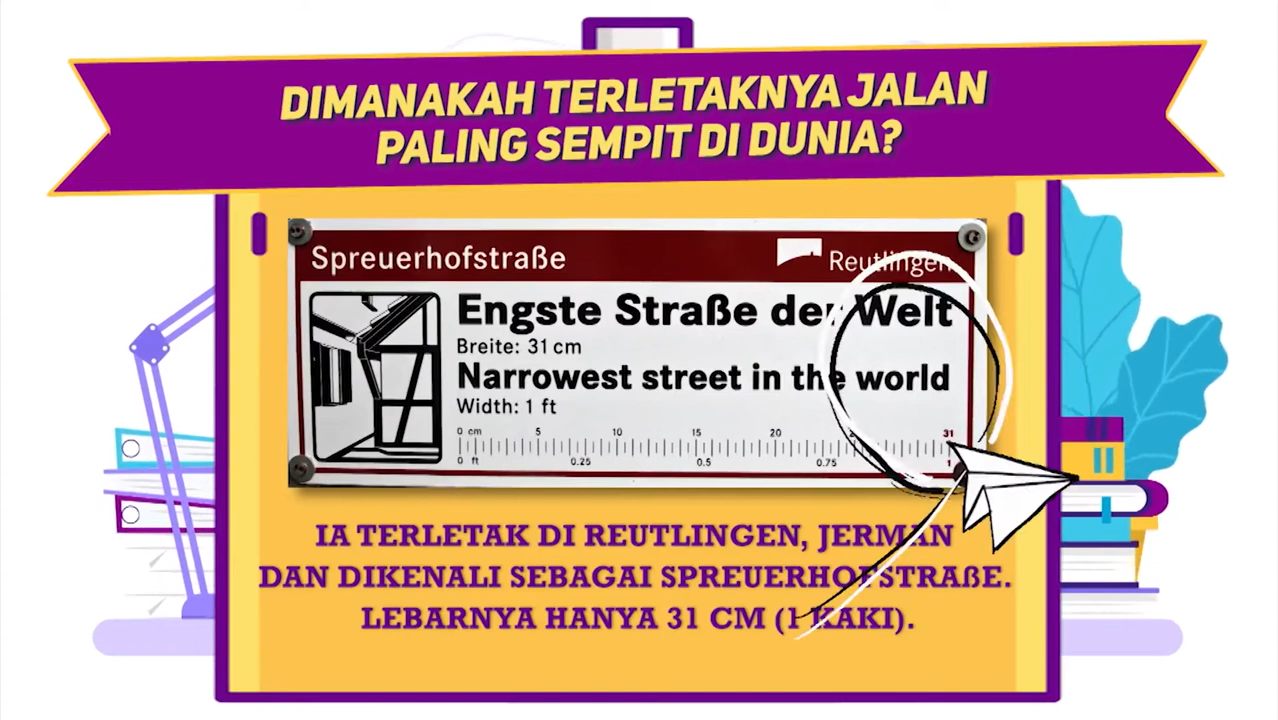 DIMANAKAH TERLETAKNYA JALAN
PALING SEMPIT DI DUNIA?
Spreuerhofstraße
Reutlingen
Engste Straße der Welt
Breite: 31 cm
Narrowest street in the world
Width: 1 ft
0 cm 5 10 15 20 31
0 ft 0.25 0.5 0.75 1
IA TERLETAK DI REUTLINGEN, JERMAN
DAN DIKENALI SEBAGAI SPREUERHOFSTRAßE.
LEBARNYA HANYA 31 CM (1 KAKI).